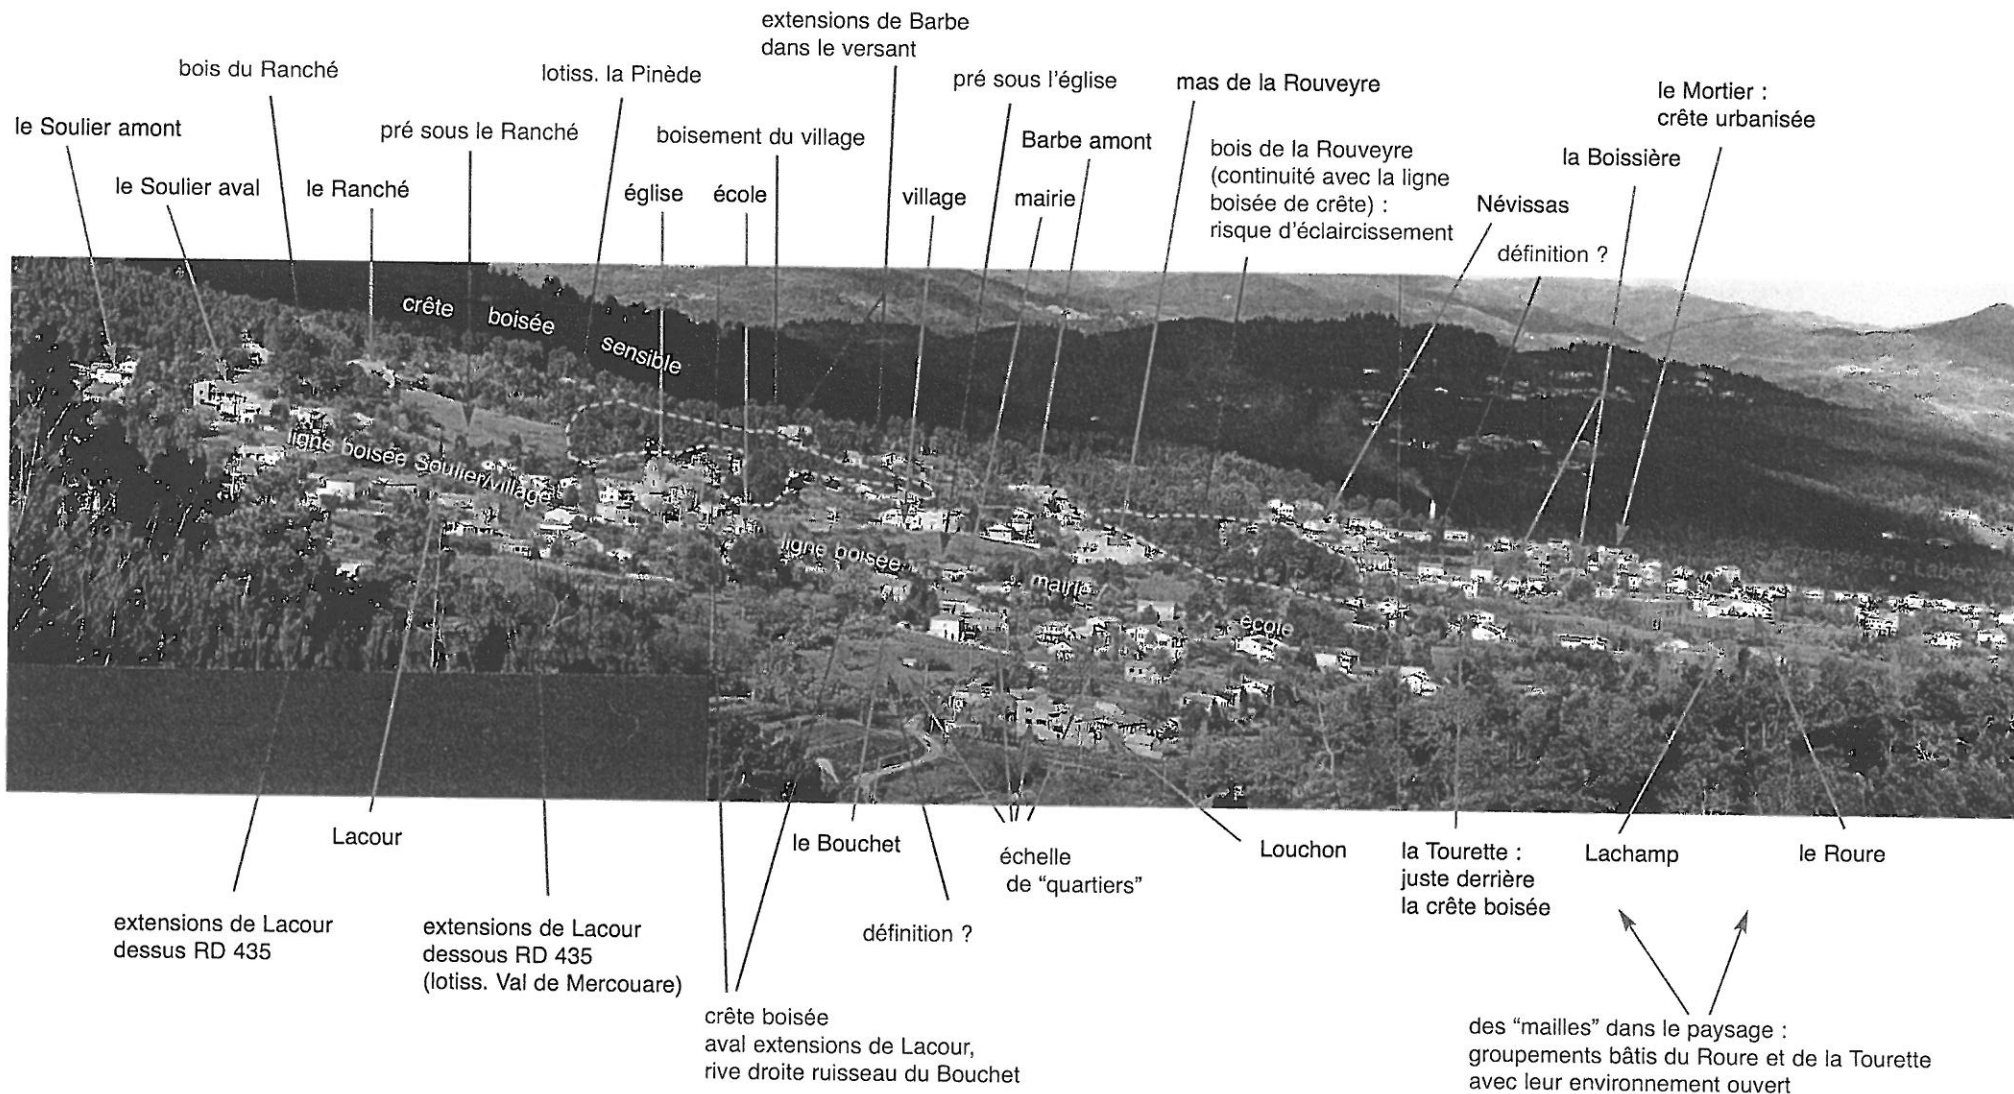 extensions de Barbe
dans le versant
bois du Ranché
lotiss. la Pinède
pré sous l'église
mas de la Rouveyre
le Mortier :
crête urbanisée
le Soulier amont
pré sous le Ranché
boisement du village
Barbe amont
bois de la Rouveyre
(continuité avec la ligne
boisée de crête) :
risque d'éclaircissement
la Boissière
le Soulier aval
le Ranché
église
école
village
mairie
Névissas
définition ?
crête boisée sensible
ligne boisée Soulier/village
ligne boisée
mairie
école
Lacour
le Bouchet
échelle
de "quartiers"
Louchon
la Tourette :
juste derrière
la crête boisée
Lachamp
le Roure
extensions de Lacour
dessus RD 435
extensions de Lacour
dessous RD 435
(lotiss. Val de Mercouare)
définition ?
crête boisée
aval extensions de Lacour,
rive droite ruisseau du Bouchet
des "mailles" dans le paysage :
groupements bâtis du Roure et de la Tourette
avec leur environnement ouvert